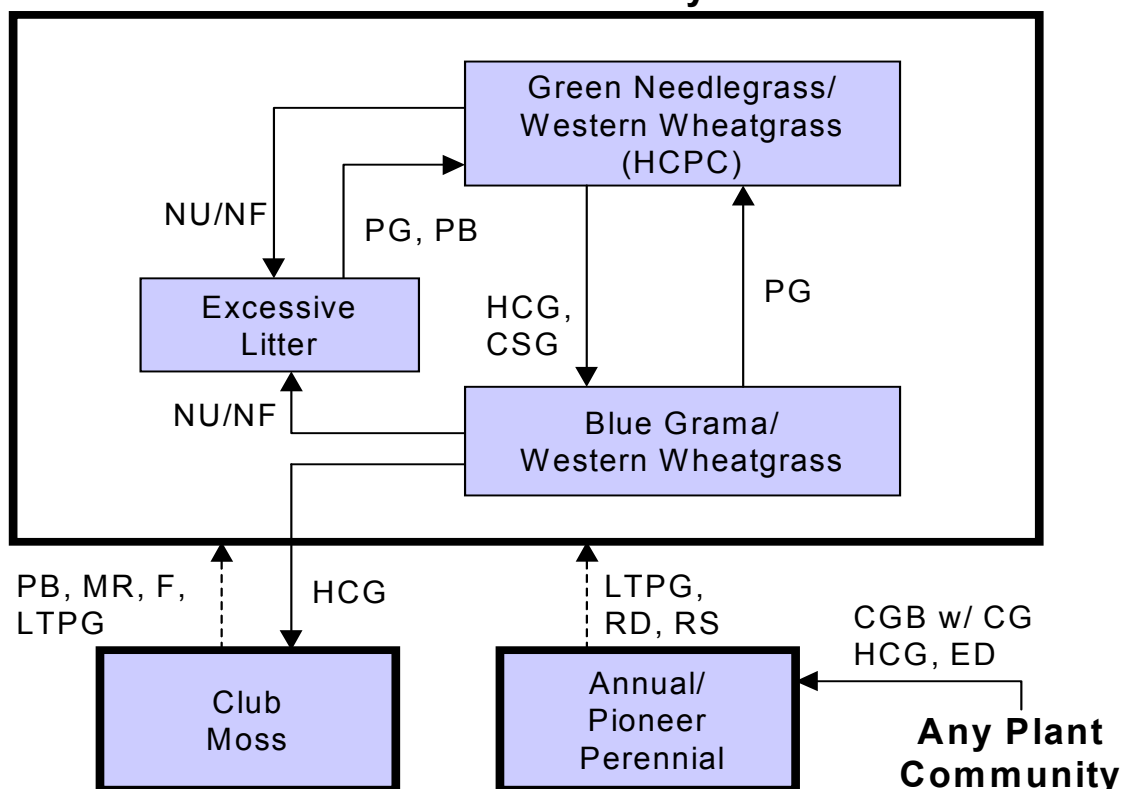 Green Needlegrass/
Western Wheatgrass
(HCPC)
NU/NF
PG, PB
Excessive
Litter
HCG,
CSG
PG
NU/NF
Blue Grama/
Western Wheatgrass
PB, MR, F,
LTPG
HCG
LTPG,
RD, RS
CGB w/ CG
HCG, ED
Club
Moss
Annual/
Pioneer
Perennial
Any Plant
Community